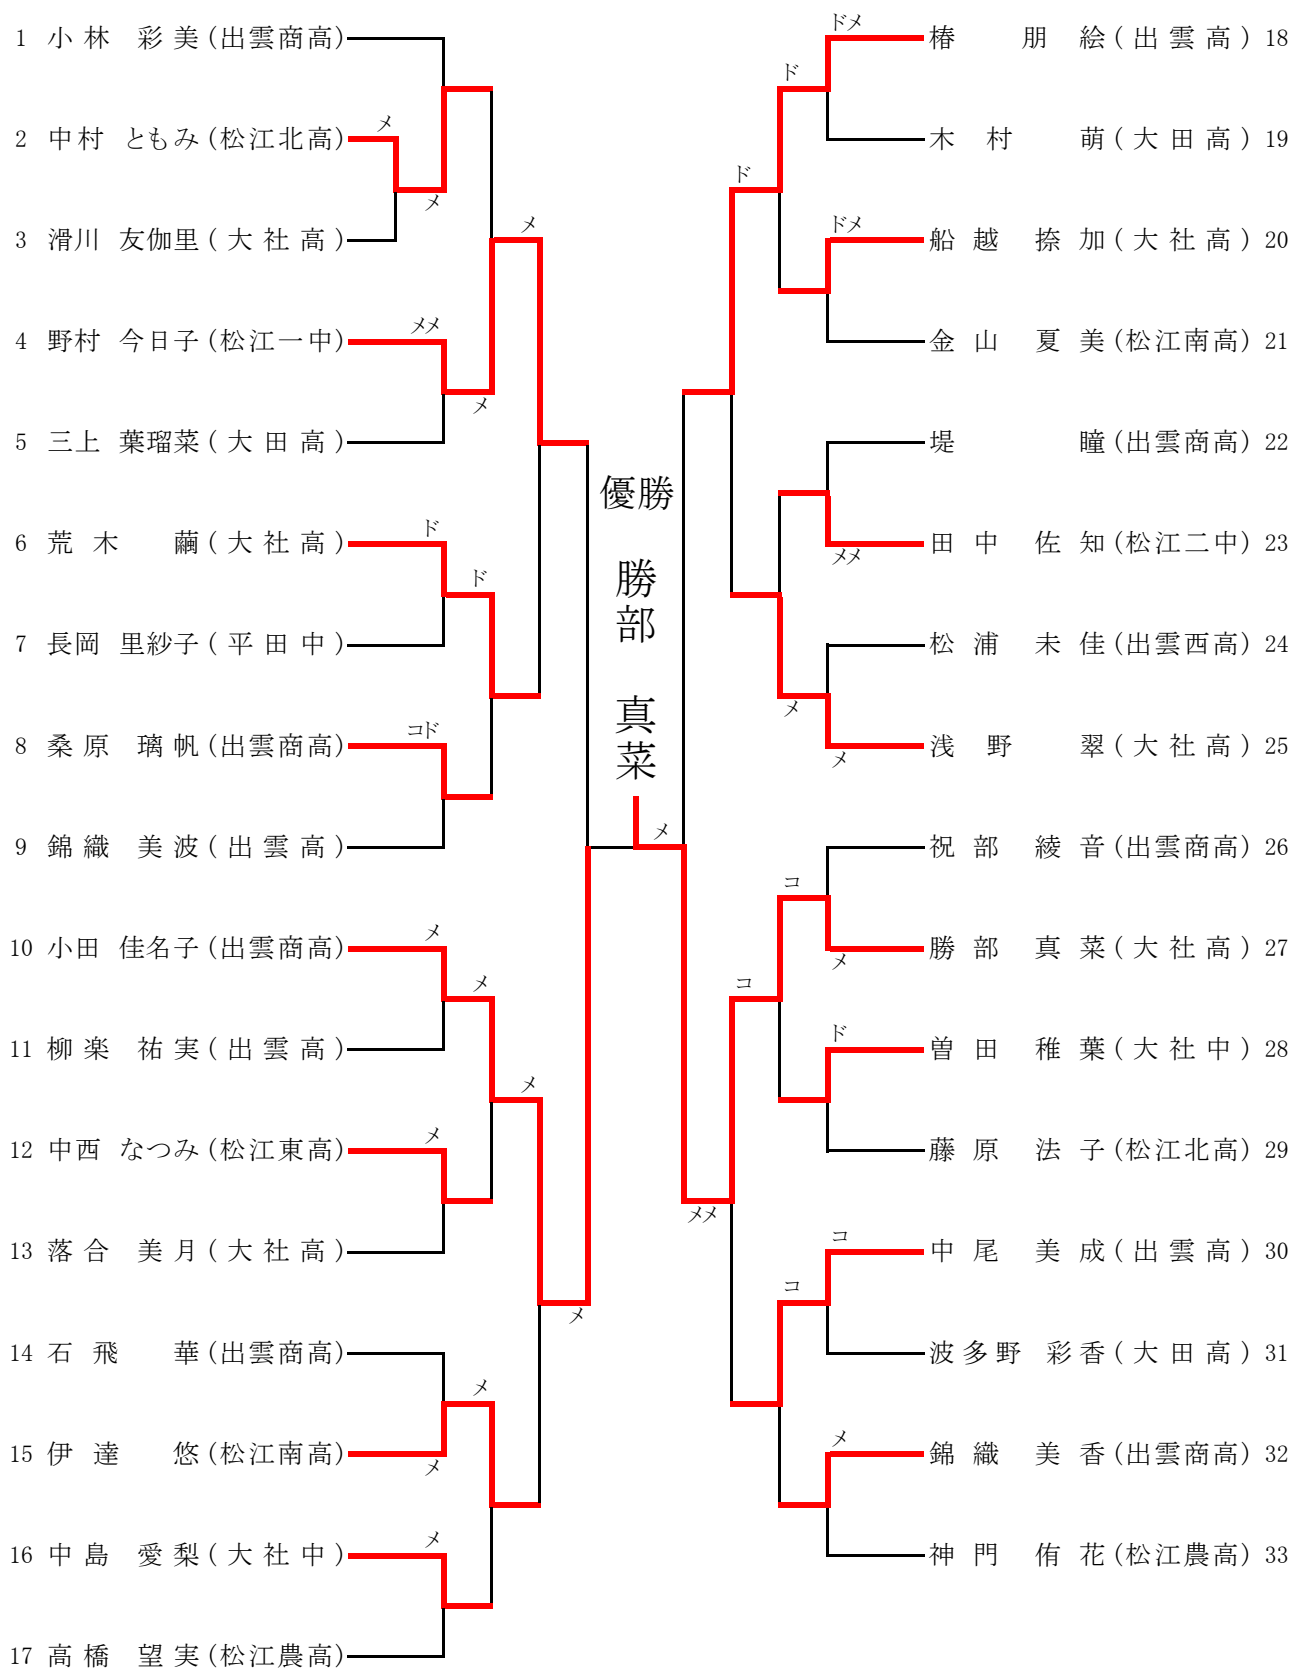 1 小林 彩美(出雲商高)
メ
2 中村 ともみ(松江北高)
メ
3 滑川 友伽里(大社高)
メ
メメ
4 野村 今日子(松江一中)
メ
5 三上 葉瑠菜(大田高)
ド
6 荒木 繭(大社高)
ド
7 長岡 里紗子(平田中)
コド
8 桑原 璃帆(出雲商高)
9 錦織 美波(出雲高)
メ
10 小田 佳名子(出雲商高)
メ
11 柳楽 祐実(出雲高)
メ
メ
12 中西 なつみ(松江東高)
13 落合 美月(大社高)
メ
14 石飛 華(出雲商高)
メ
15 伊達 悠(松江南高)
メ
メ
16 中島 愛梨(大社中)
17 高橋 望実(松江農高)
優勝
勝部 真菜
メ
ドメ
椿 朋絵(出雲高) 18
ド
木村 萌(大田高) 19
ド
ドメ
船越 捺加(大社高) 20
金山 夏美(松江南高) 21
堤 瞳(出雲商高) 22
田中 佐知(松江二中) 23
メメ
松浦 未佳(出雲西高) 24
メ
浅野 翠(大社高) 25
メ
祝部 綾音(出雲商高) 26
コ
勝部 真菜(大社高) 27
メ
コ
ド
曽田 稚葉(大社中) 28
藤原 法子(松江北高) 29
メメ
コ
中尾 美成(出雲高) 30
コ
波多野 彩香(大田高) 31
メ
錦織 美香(出雲商高) 32
神門 侑花(松江農高) 33